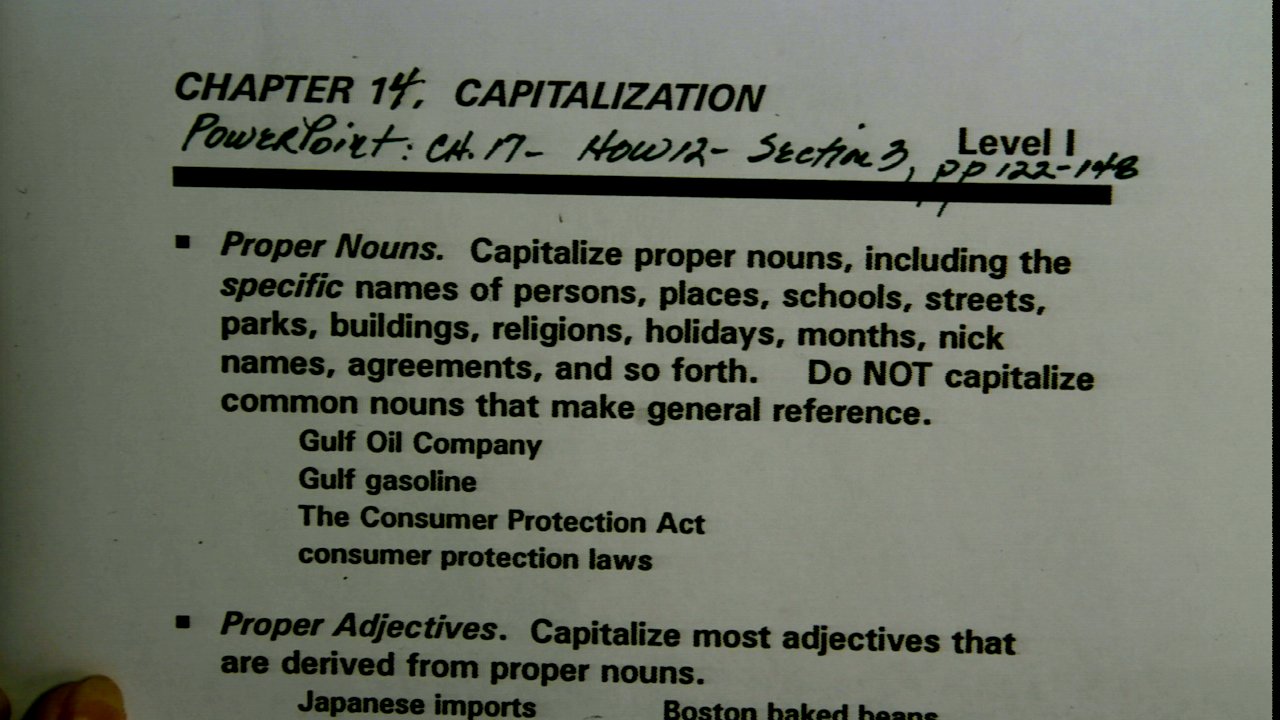 CHAPTER 14, CAPITALIZATION
PowerPoint: CH. 17- HOW12- Section 3, pp 122-148
Level I
▪ Proper Nouns. Capitalize proper nouns, including the
specific names of persons, places, schools, streets,
parks, buildings, religions, holidays, months, nick
names, agreements, and so forth. Do NOT capitalize
common nouns that make general reference.
Gulf Oil Company
Gulf gasoline
The Consumer Protection Act
consumer protection laws
▪ Proper Adjectives. Capitalize most adjectives that
are derived from proper nouns.
Japanese imports Boston baked beans